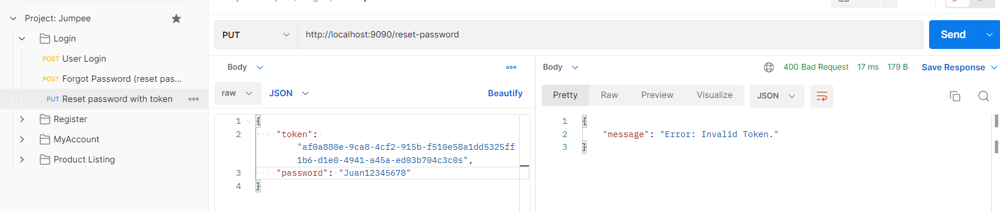 Project: Jumpee
Login
POST User Login
POST Forgot Password (reset pas...
PUT Reset password with token
Register
MyAccount
Product Listing
PUT
http://localhost:9090/reset-password
Send
Body
raw
JSON
Beautify
1 {
2 "token":
"af0a880e-9ca8-4cf2-915b-f510e58a1dd5325ff
1b6-d1e0-4941-a45a-ed03b704c3c0s",
3 "password": "Juan12345678"
4 }
Body
400 Bad Request 17 ms 179 B Save Response
Pretty Raw Preview Visualize JSON
1 {
2 "message": "Error: Invalid Token."
3 }